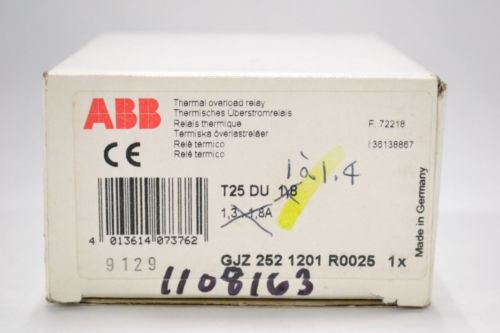 ABB
Thermal overload relay
Thermisches Überstromrelais
Relais thermique
Termiska överlastreläer
Relè termico
Relé termico
F. 72218
I 36138867
CE
1 à 1.4
T25 DU 1,8
1,3...1,8A
4 013614 073762
9129
GJZ 252 1201 R0025 1x
1108163
Made in Germany